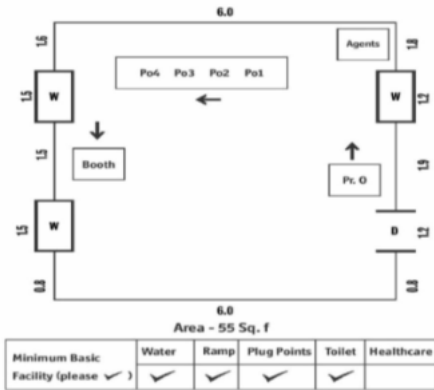 6.0
1.6
1.8
Agents
Po4 Po3 Po2 Po1
1.5
W
W
1.2
1.5
Booth
Pr. O
1.9
1.5
W
D
1.2
0.8
0.8
6.0
Area - 55 Sq. f
Minimum Basic Facility (please ✓) Water Ramp Plug Points Toilet Healthcare
✓ ✓ ✓ ✓